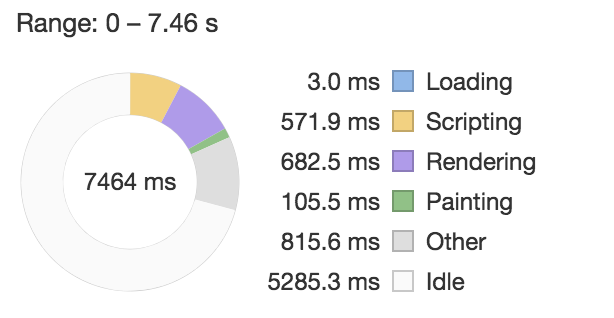 Range: 0 – 7.46 s
7464 ms
3.0 ms Loading
571.9 ms Scripting
682.5 ms Rendering
105.5 ms Painting
815.6 ms Other
5285.3 ms Idle